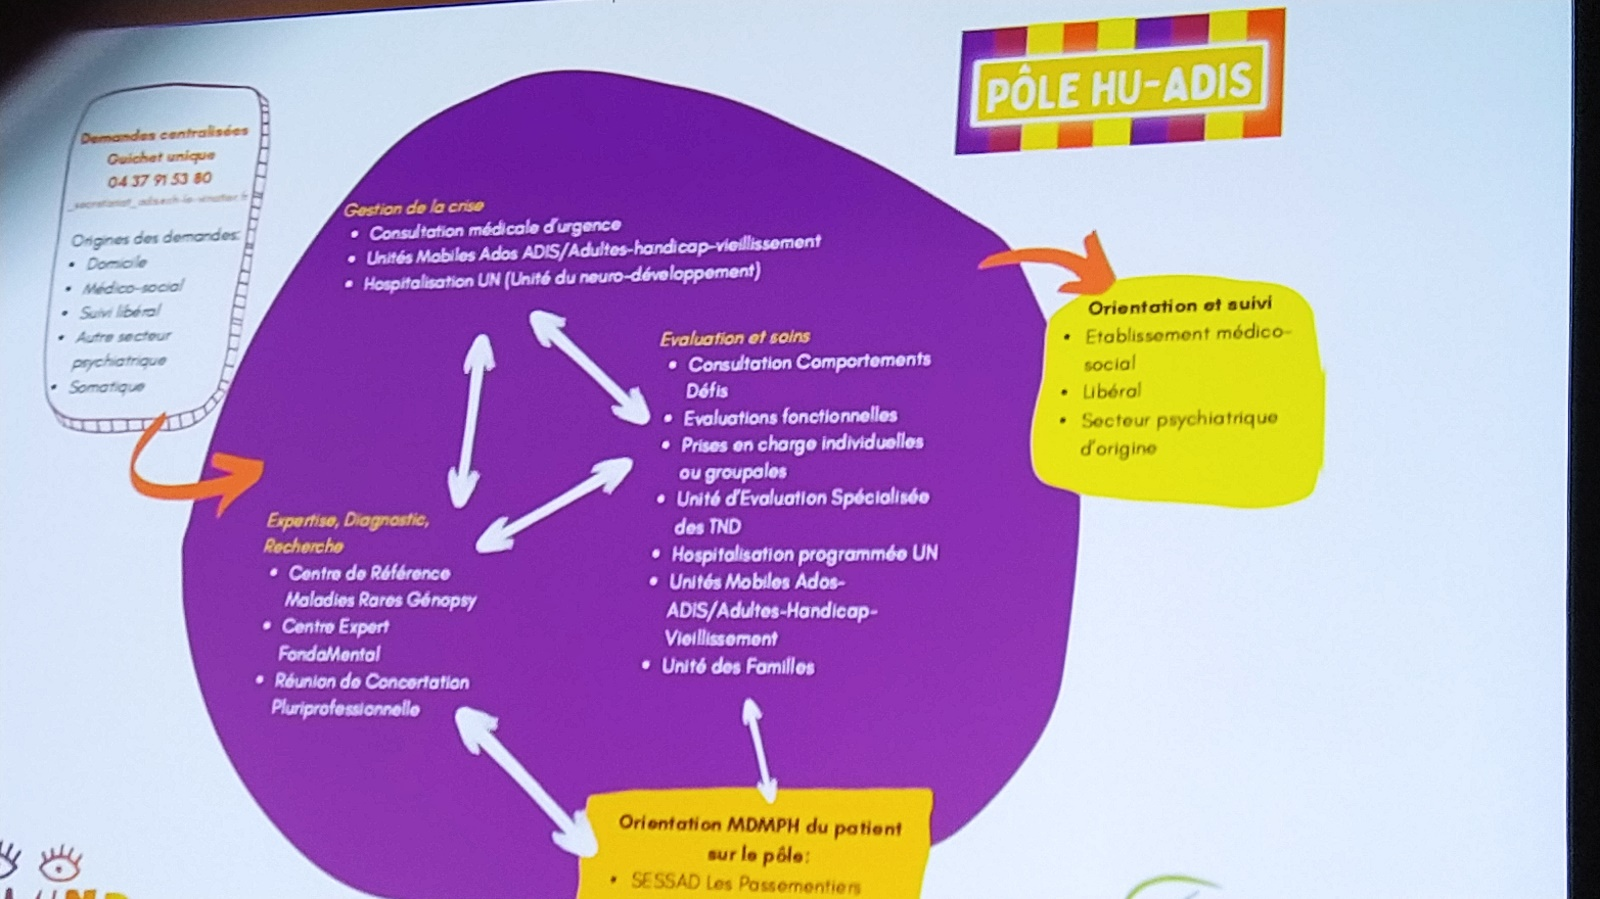 PÔLE HU-ADIS
Demandes centralisées
Guichet unique
04 37 91 53 80
Origines des demandes:
• Domicile
• Médico-social
• Suivi libéral
• Autre secteur
psychiatrique
• Somatique
Gestion de la crise
• Consultation médicale d'urgence
• Unités Mobiles Ados ADIS/Adultes-handicap-vieillissement
• Hospitalisation UN (Unité du neuro-développement)
Evaluation et soins
• Consultation Comportements
Défis
• Evaluations fonctionnelles
• Prises en charge individuelles
ou groupales
• Unité d'Evaluation Spécialisée
des TND
• Hospitalisation programmée UN
• Unités Mobiles Ados-
ADIS/Adultes-Handicap-
Vieillissement
• Unité des Familles
Expertise, Diagnostic,
Recherche
• Centre de Référence
Maladies Rares Génopsy
• Centre Expert
FondaMental
• Réunion de Concertation
Pluriprofessionnelle
Orientation et suivi
• Etablissement médico-
social
• Libéral
• Secteur psychiatrique
d'origine
Orientation MDMPH du patient
sur le pôle:
• SESSAD Les Passementiers